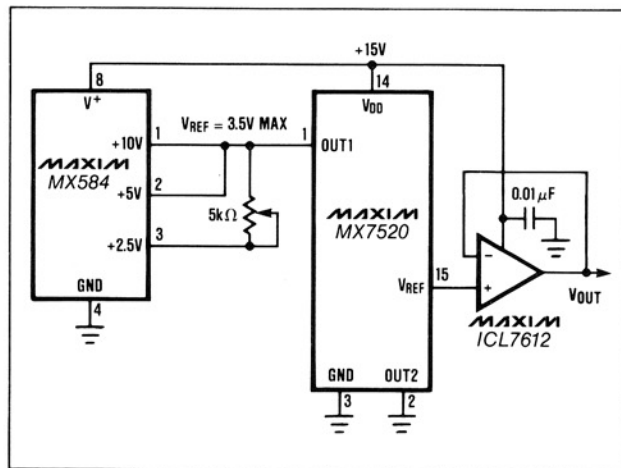 +15V
8
V+
MAXIM
MX584
+10V
1
+5V
2
+2.5V
3
GND
4
VREF = 3.5V MAX
5kΩ
14
VDD
1
OUT1
MAXIM
MX7520
VREF
15
GND
3
OUT2
2
0.01μF
−
+
VOUT
MAXIM
ICL7612